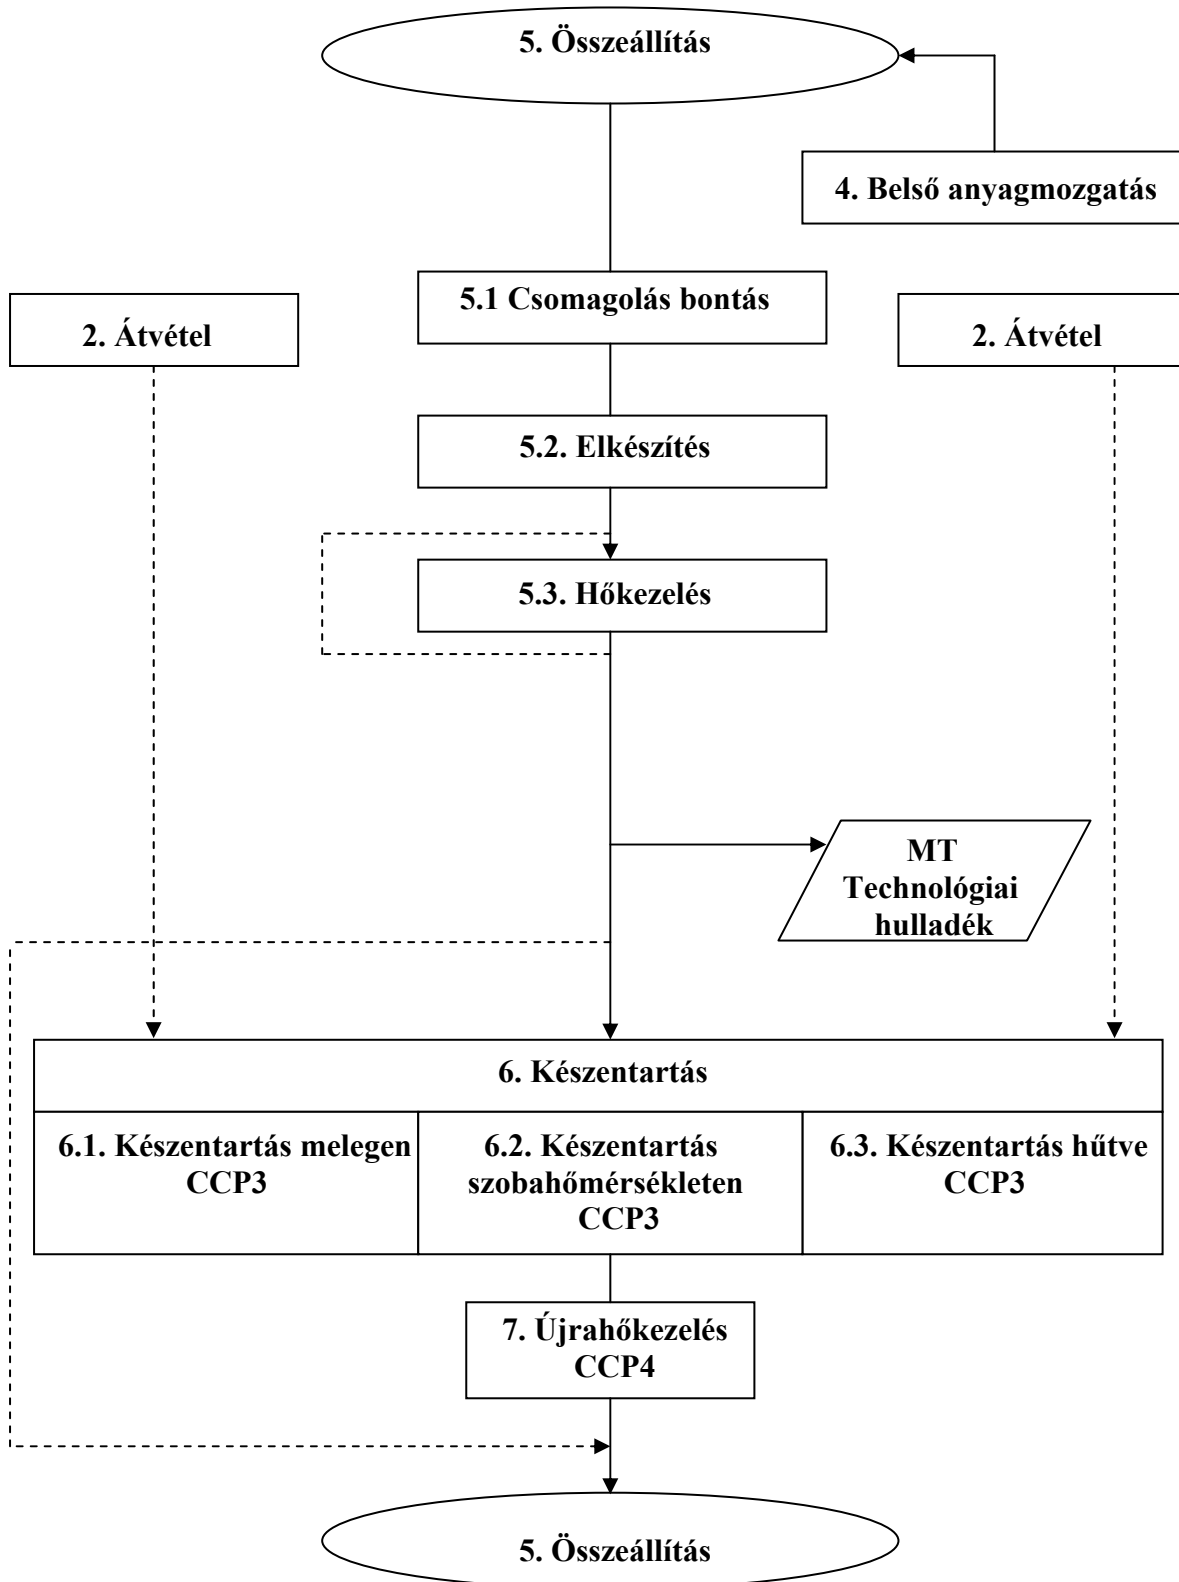 5. Összeállítás
4. Belső anyagmozgatás
5.1 Csomagolás bontás
2. Átvétel
2. Átvétel
5.2. Elkészítés
5.3. Hőkezelés
MT
Technológiai
hulladék
6. Készentartás
6.1. Készentartás melegen
CCP3
6.2. Készentartás
szobahőmérsékleten
CCP3
6.3. Készentartás hűtve
CCP3
7. Újrahőkezelés
CCP4
5. Összeállítás